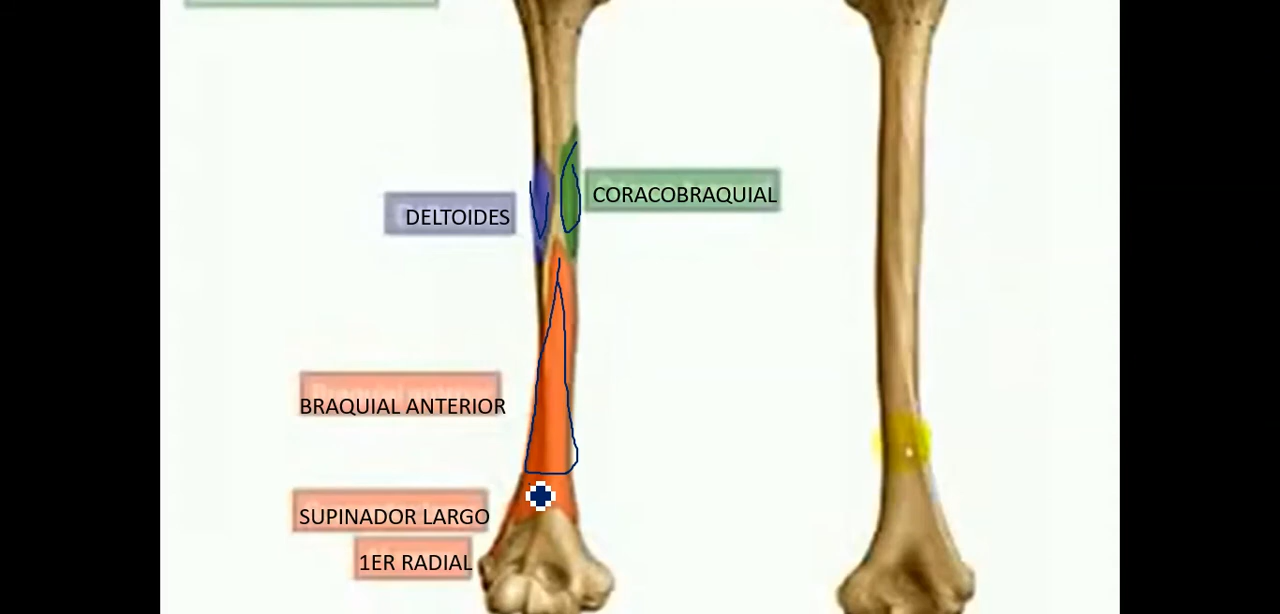 CORACOBRAQUIAL
DELTOIDES
BRAQUIAL ANTERIOR
SUPINADOR LARGO
1ER RADIAL